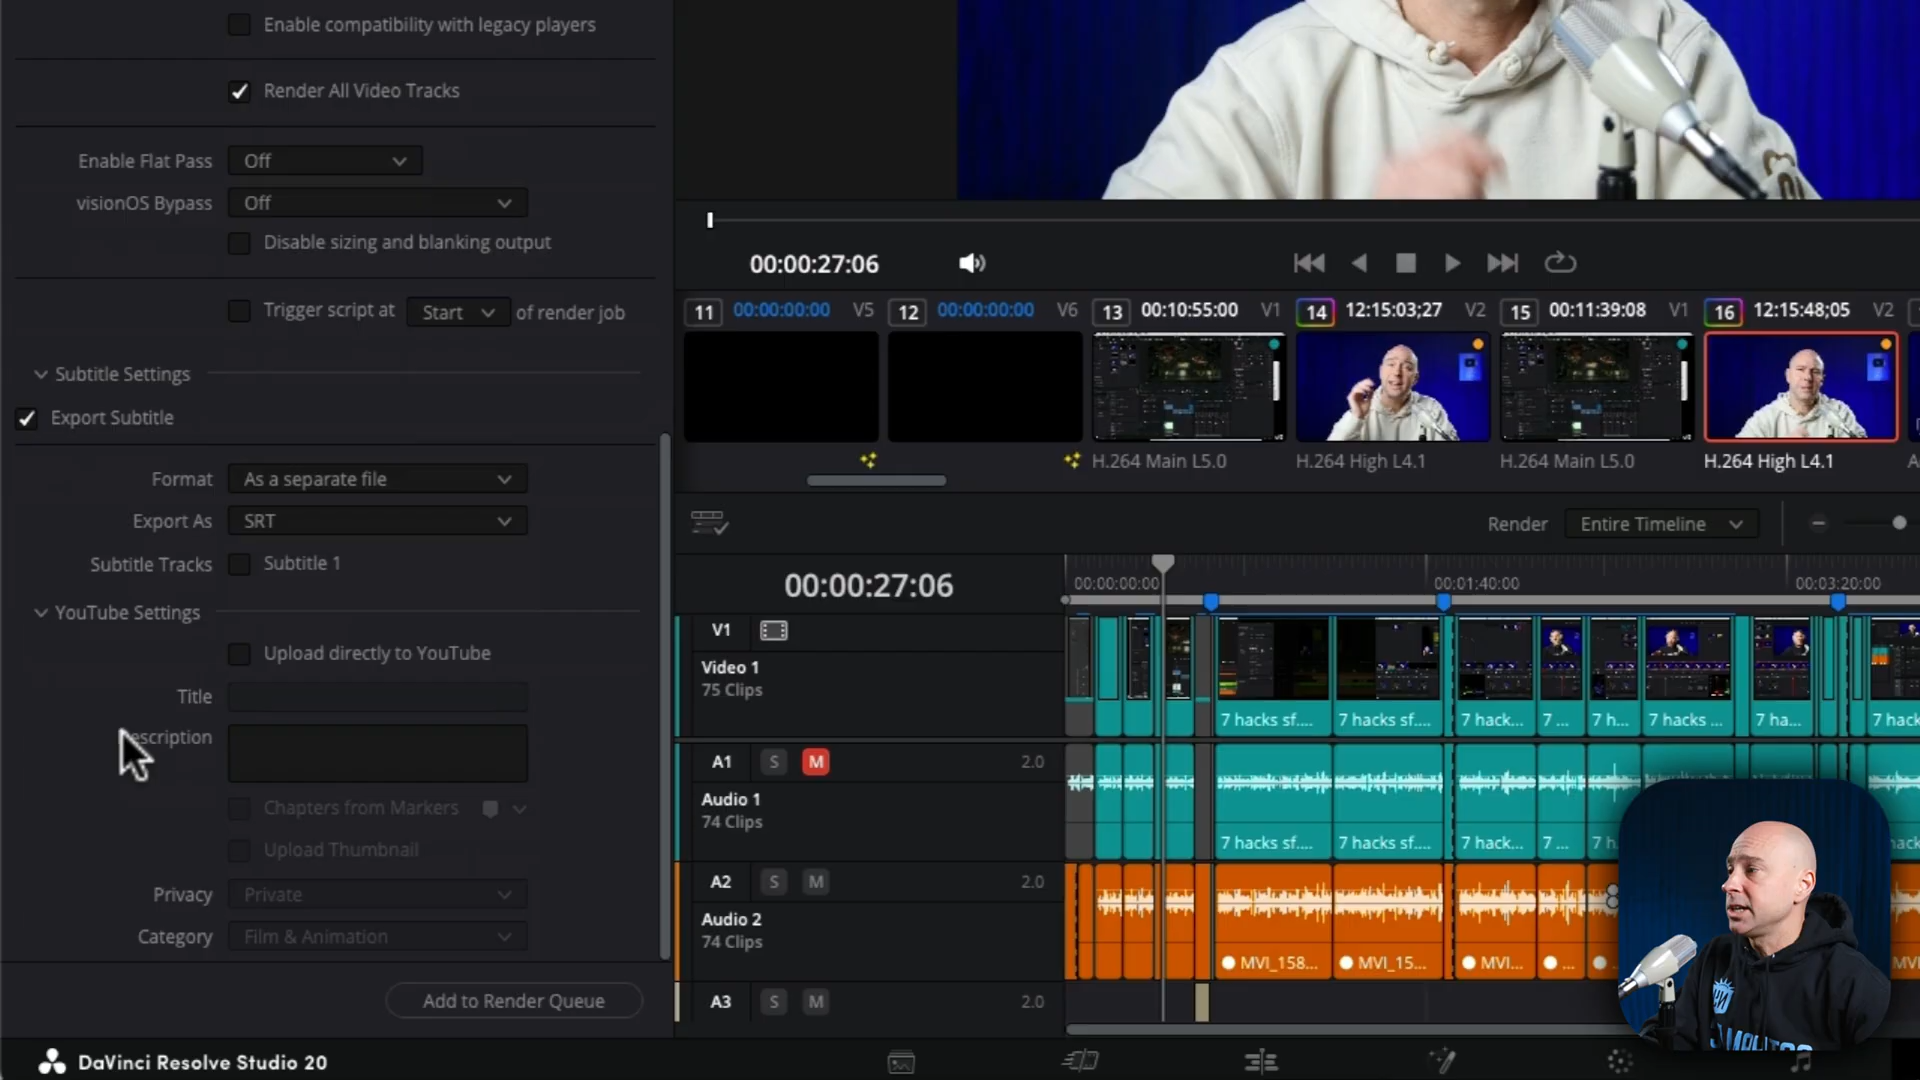 Enable compatibility with legacy players
Render All Video Tracks
Enable Flat Pass Off
visionOS Bypass Off
Disable sizing and blanking output
Trigger script at Start of render job
Subtitle Settings
Export Subtitle
Format As a separate file
Export As SRT
Subtitle Tracks Subtitle 1
YouTube Settings
Upload directly to YouTube
Title
escription
Chapters from Markers
Upload Thumbnail
Privacy Private
Category Film & Animation
Add to Render Queue
DaVinci Resolve Studio 20
00:00:27:06
11 00:00:00:00 V5
12 00:00:00:00 V6
13 00:10:55:00 V1
14 12:15:03;27 V2
15 00:11:39:08 V1
16 12:15:48;05 V2
H.264 Main L5.0
H.264 High L4.1
H.264 Main L5.0
H.264 High L4.1
Render Entire Timeline
00:00:27:06
00:00:00:00 00:01:40:00 00:03:20:00
V1
Video 1
75 Clips
7 hacks sf.... 7 hacks sf.... 7 hack... 7 ... 7 h... 7 hacks ... 7 ha... 7 hack
A1 S M 2.0
Audio 1
74 Clips
7 hacks sf.... 7 hacks sf.... 7 hack... 7 ... 7 h
A2 S M 2.0
Audio 2
74 Clips
MVI_158... MVI_15... MVI... ...
A3 S M 2.0